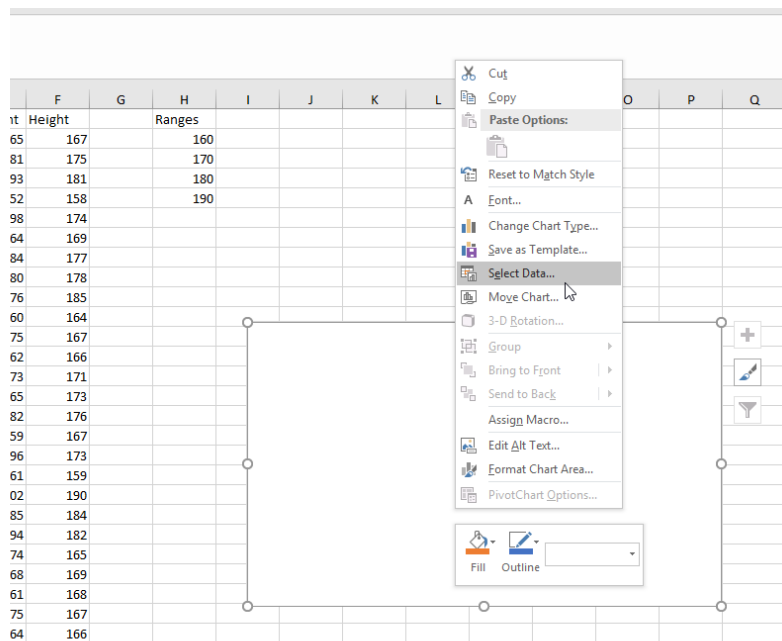 F G H I J K L O P Q
nt Height Ranges
65 167 160
81 175 170
93 181 180
52 158 190
98 174
64 169
84 177
80 178
76 185
60 164
75 167
62 166
73 171
65 173
82 176
59 167
96 173
61 159
02 190
85 184
94 182
74 165
68 169
61 168
75 167
64 166
Cut
Copy
Paste Options:
Reset to Match Style
A Font...
Change Chart Type...
Save as Template...
Select Data...
Move Chart...
3-D Rotation...
Group
Bring to Front
Send to Back
Assign Macro...
Edit Alt Text...
Format Chart Area...
PivotChart Options...
Fill Outline